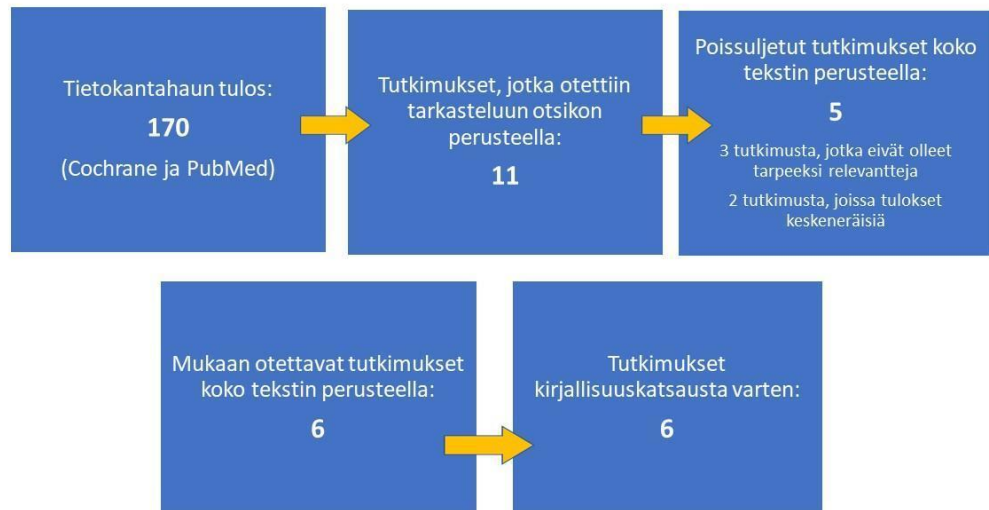 Tietokantahaun tulos:
170
(Cochrane ja PubMed)
Tutkimukset, jotka otettiin
tarkasteluun otsikon
perusteella:
11
Poissuljetut tutkimukset koko
tekstin perusteella:
5
3 tutkimusta, jotka eivät olleet
tarpeeksi relevantteja
2 tutkimusta, joissa tulokset
keskeneräisiä
Mukaan otettavat tutkimukset
koko tekstin perusteella:
6
Tutkimukset
kirjallisuuskatsausta varten:
6